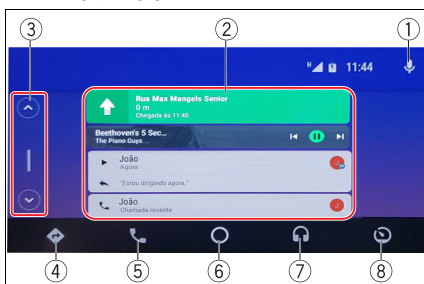 ③ ② ①
H 11:44
Rua Max Mangels Senior
0 m
Chegada às 11:40
Beethoven's 5 Sec...
The Piano Guys
João
Agora
"Estou dirigindo agora."
João
Chamada recente
④ ⑤ ⑥ ⑦ ⑧